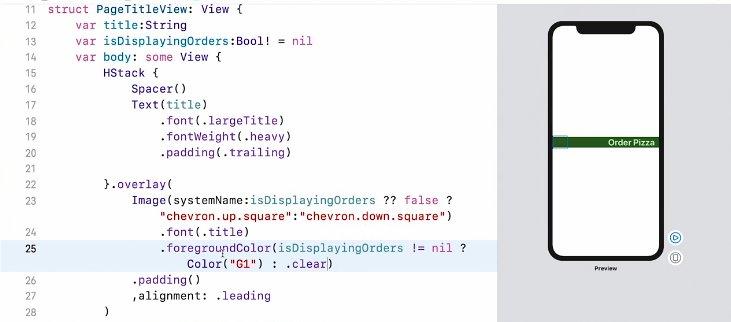 11 struct PageTitleView: View {
12 var title:String
13 var isDisplayingOrders:Bool! = nil
14 var body: some View {
15 HStack {
16 Spacer()
17 Text(title)
18 .font(.largeTitle)
19 .fontWeight(.heavy)
20 .padding(.trailing)
21
22 }.overlay(
23 Image(systemName:isDisplayingOrders ?? false ?
"chevron.up.square":"chevron.down.square")
24 .font(.title)
25 .foregroundColor(isDisplayingOrders != nil ?
Color("G1") : .clear)
26 .padding()
27 ,alignment: .leading
28 )
Order Pizza
Preview